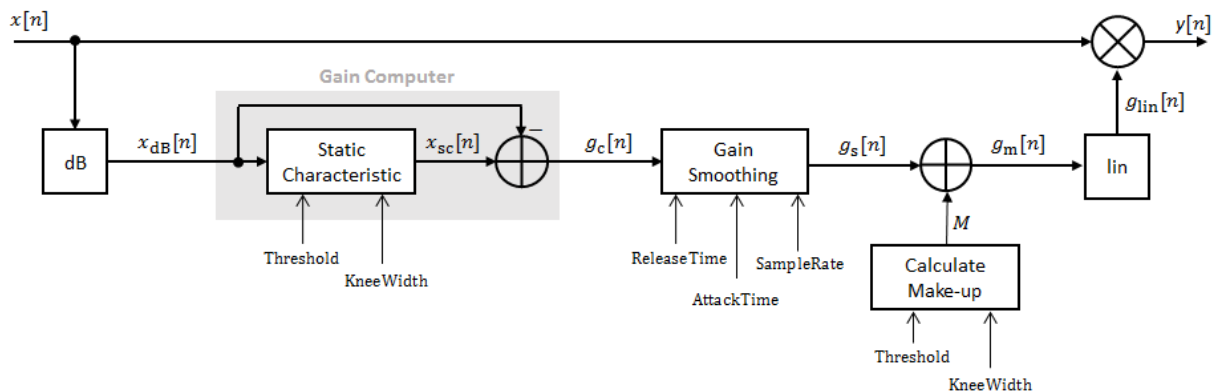 x[n]
y[n]
Gain Computer
g_lin[n]
dB
x_dB[n]
Static
Characteristic
x_sc[n]
−
g_c[n]
Gain
Smoothing
g_s[n]
g_m[n]
lin
Threshold
KneeWidth
ReleaseTime
AttackTime
SampleRate
M
Calculate
Make-up
Threshold
KneeWidth